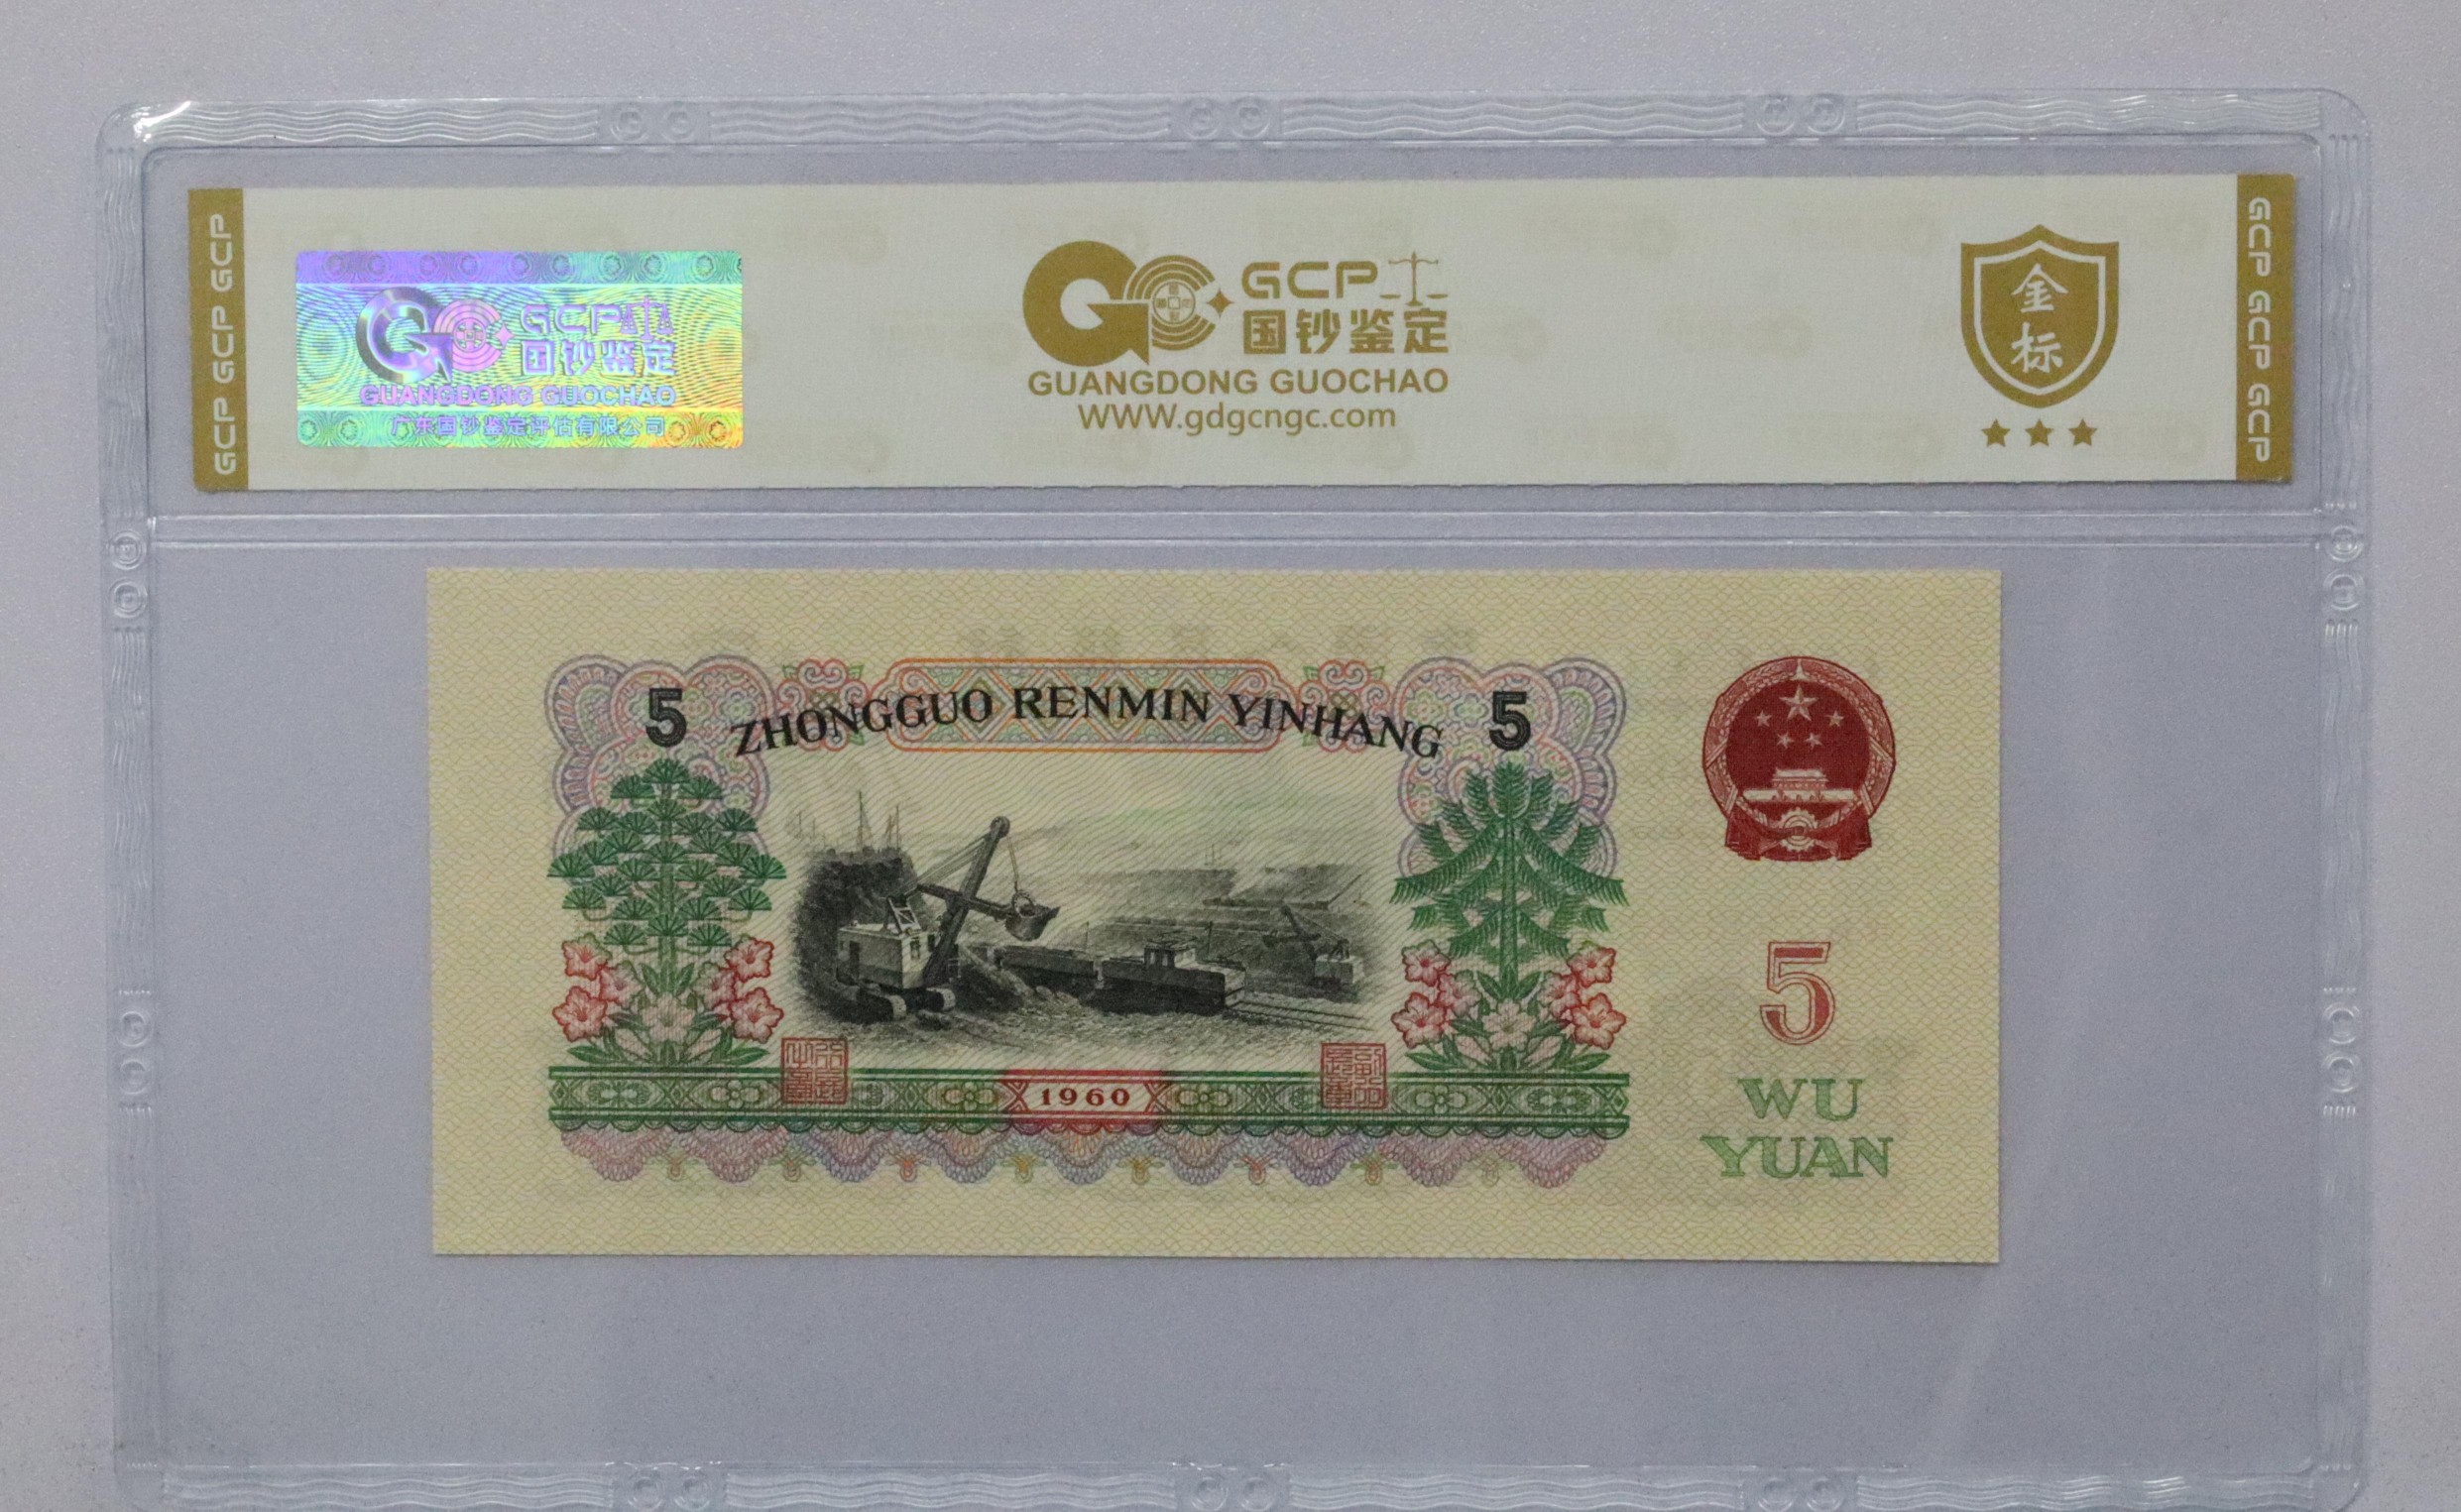 GCP GCP GCP
GCP
国钞鉴定
GUANGDONG GUOCHAO
广东国钞鉴定评估有限公司
GCP
国钞鉴定
GUANGDONG GUOCHAO
WWW.gdgcngc.com
金
标
GCP GCP GCP
5 ZHONGGUO RENMIN YINHANG 5
1960
5
WU
YUAN